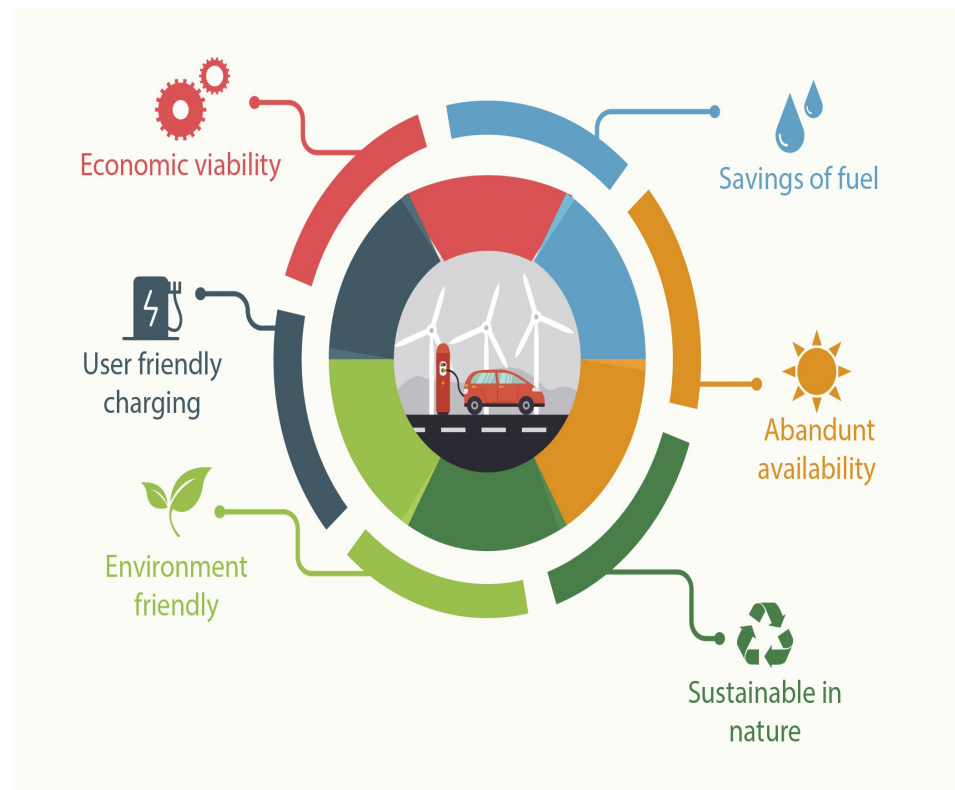 Economic viability
Savings of fuel
User friendly
charging
Abandunt
availability
Environment
friendly
Sustainable in
nature